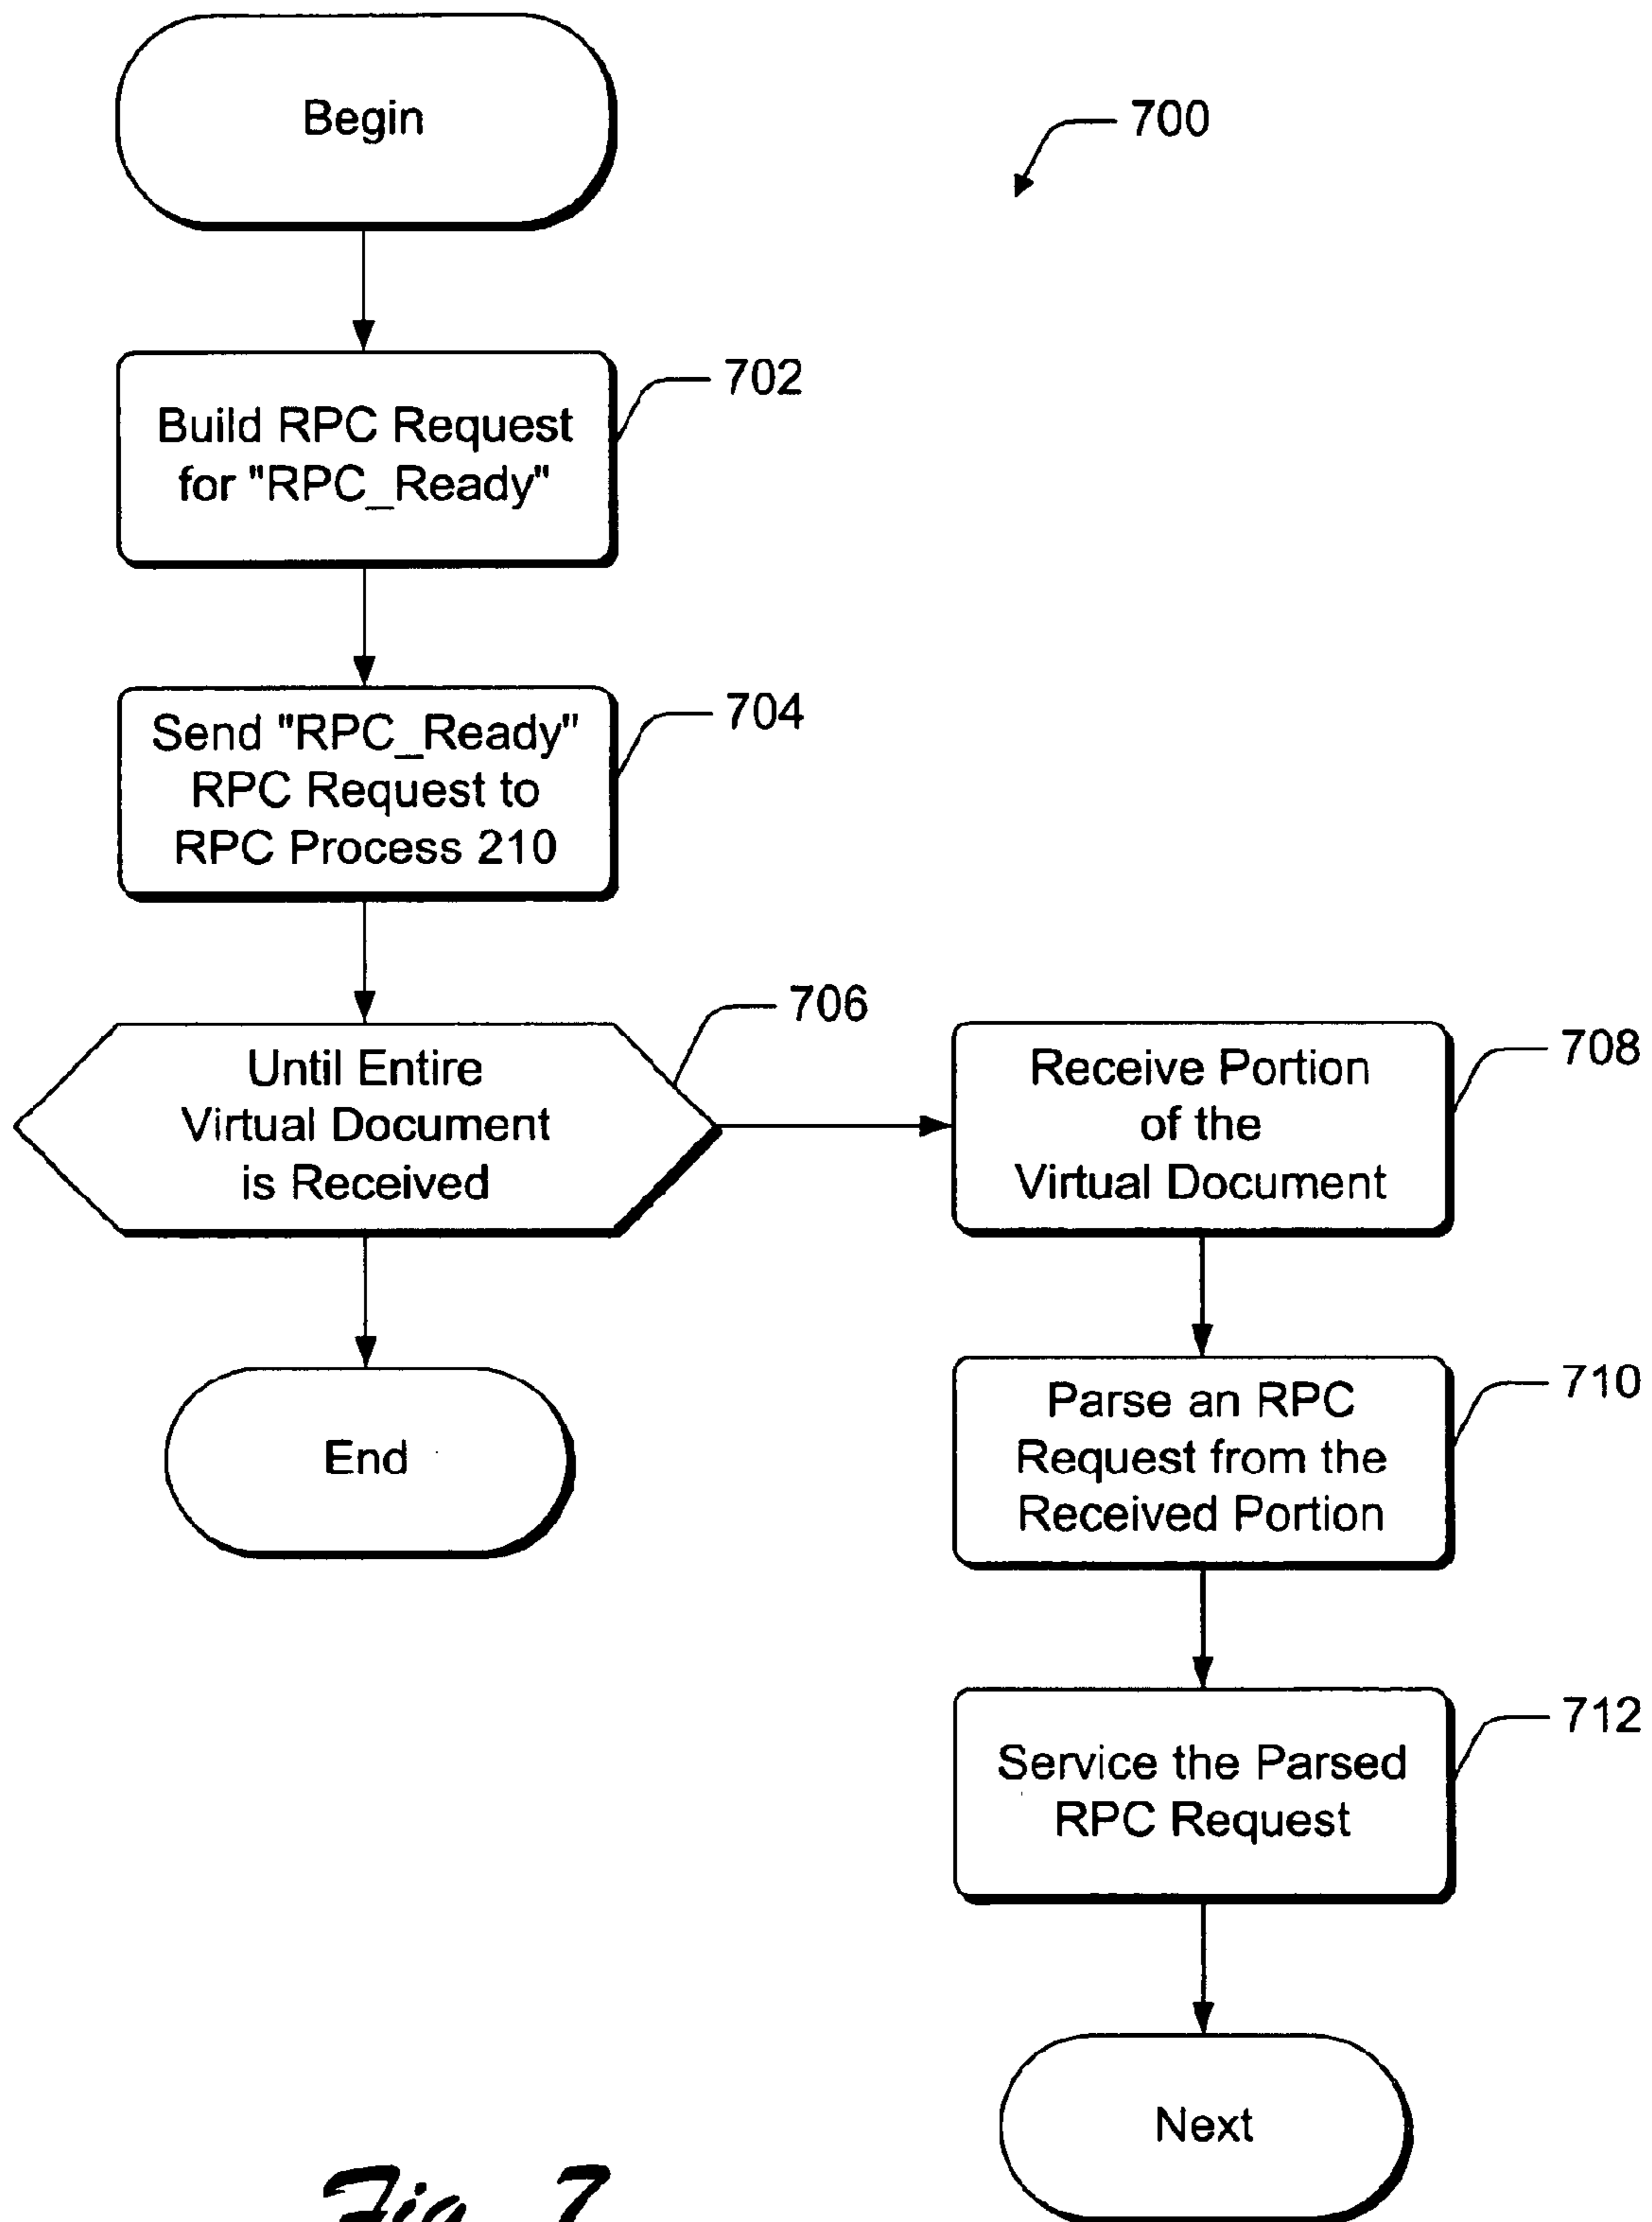 Begin
700
702
Build RPC Request
for "RPC_Ready"
704
Send "RPC_Ready"
RPC Request to
RPC Process 210
706
Until Entire
Virtual Document
is Received
708
Receive Portion
of the
Virtual Document
End
710
Parse an RPC
Request from the
Received Portion
712
Service the Parsed
RPC Request
Next
Fig. 7